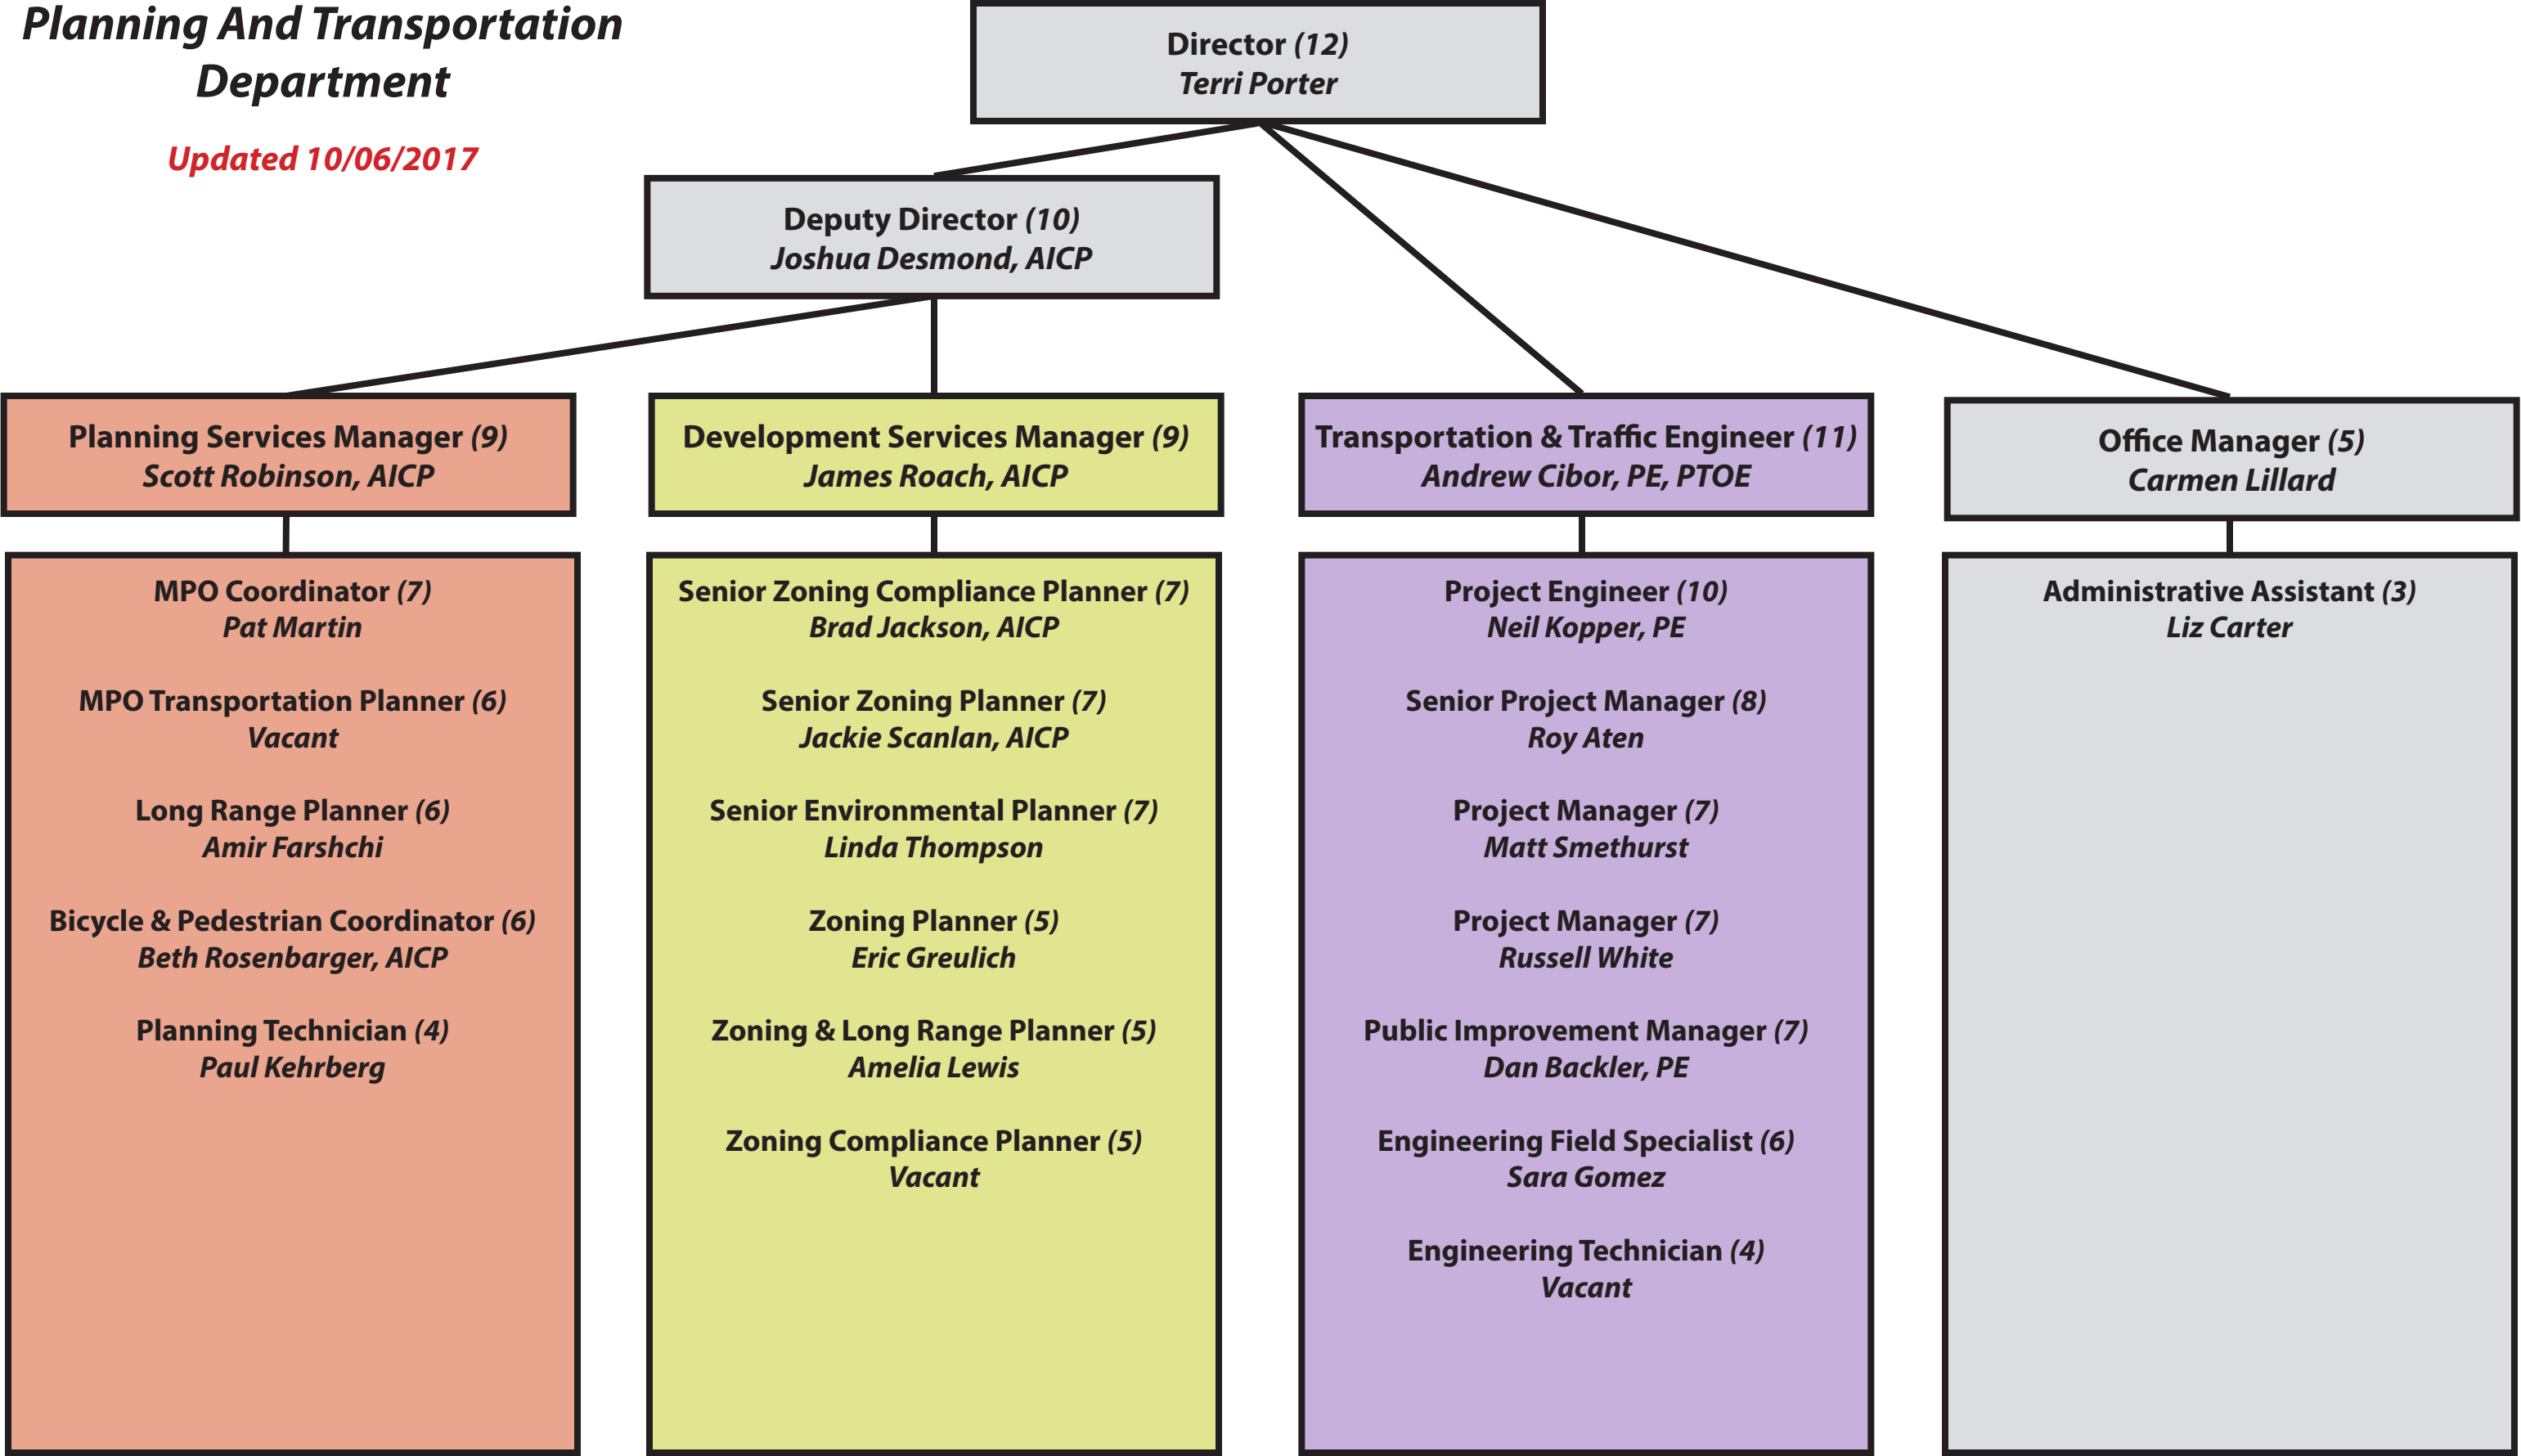 Planning And Transportation
Department
Updated 10/06/2017
Director (12)
Terri Porter
Deputy Director (10)
Joshua Desmond, AICP
Planning Services Manager (9)
Scott Robinson, AICP
Development Services Manager (9)
James Roach, AICP
Transportation & Traffic Engineer (11)
Andrew Cibor, PE, PTOE
Office Manager (5)
Carmen Lillard
MPO Coordinator (7)
Pat Martin
MPO Transportation Planner (6)
Vacant
Long Range Planner (6)
Amir Farshchi
Bicycle & Pedestrian Coordinator (6)
Beth Rosenbarger, AICP
Planning Technician (4)
Paul Kehrberg
Senior Zoning Compliance Planner (7)
Brad Jackson, AICP
Senior Zoning Planner (7)
Jackie Scanlan, AICP
Senior Environmental Planner (7)
Linda Thompson
Zoning Planner (5)
Eric Greulich
Zoning & Long Range Planner (5)
Amelia Lewis
Zoning Compliance Planner (5)
Vacant
Project Engineer (10)
Neil Kopper, PE
Senior Project Manager (8)
Roy Aten
Project Manager (7)
Matt Smethurst
Project Manager (7)
Russell White
Public Improvement Manager (7)
Dan Backler, PE
Engineering Field Specialist (6)
Sara Gomez
Engineering Technician (4)
Vacant
Administrative Assistant (3)
Liz Carter